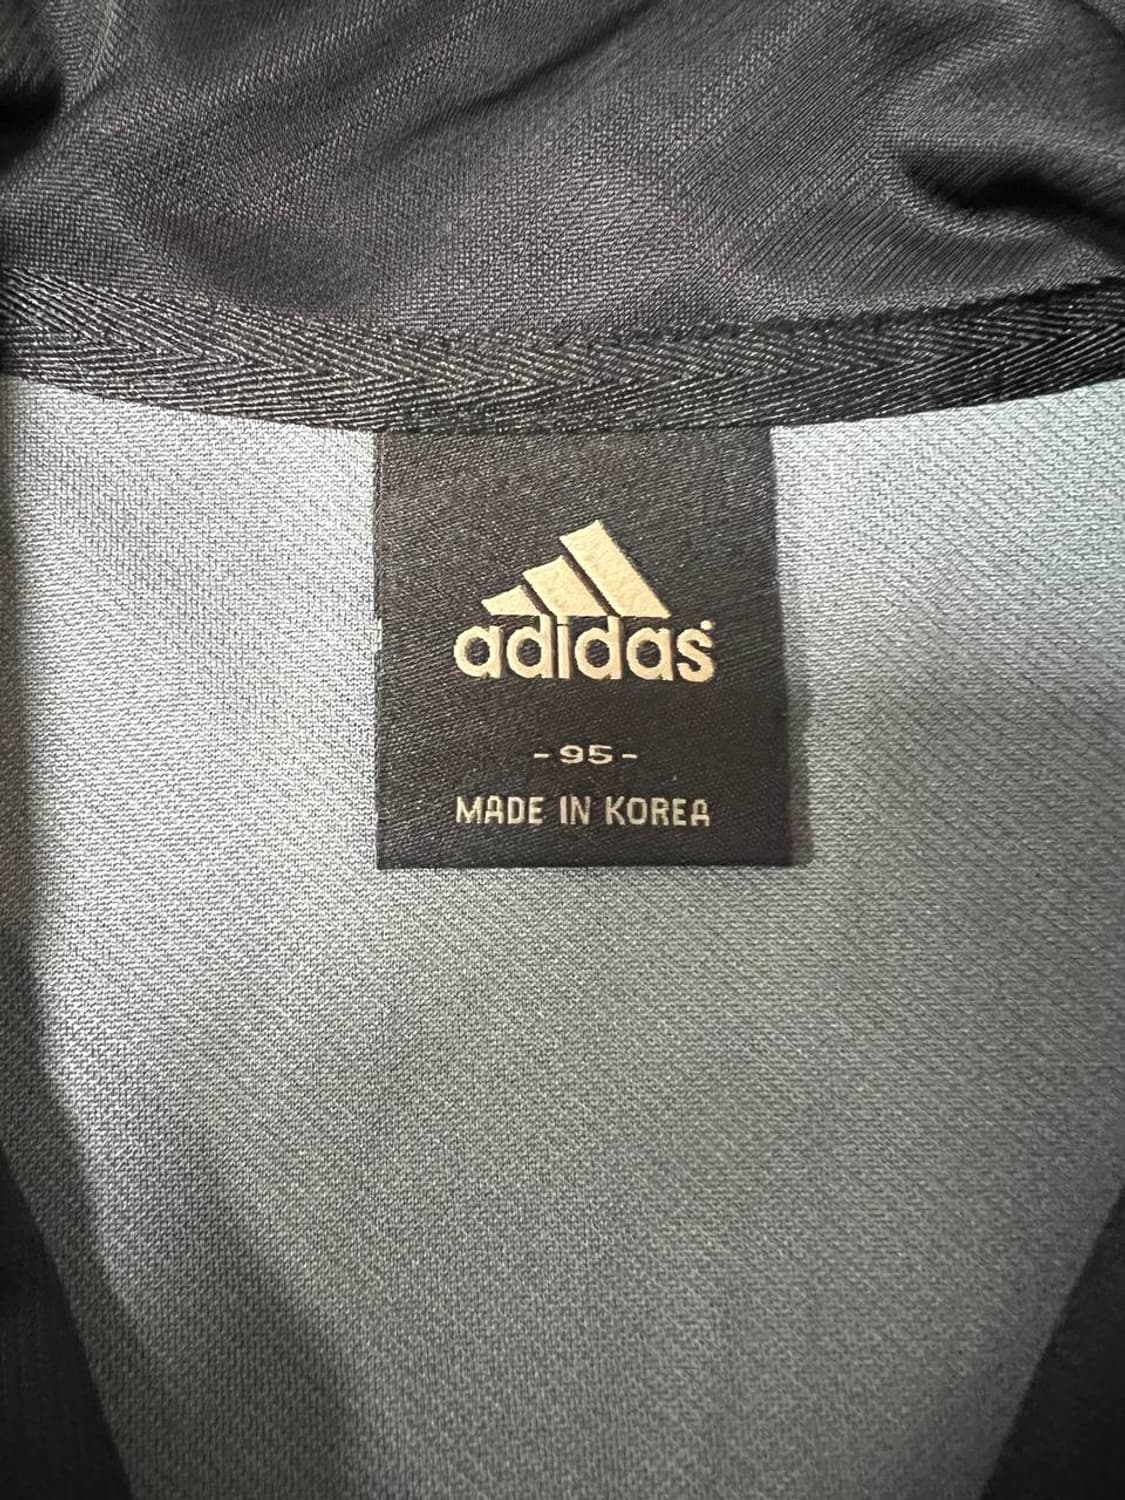 adidas
-95-
MADE IN KOREA